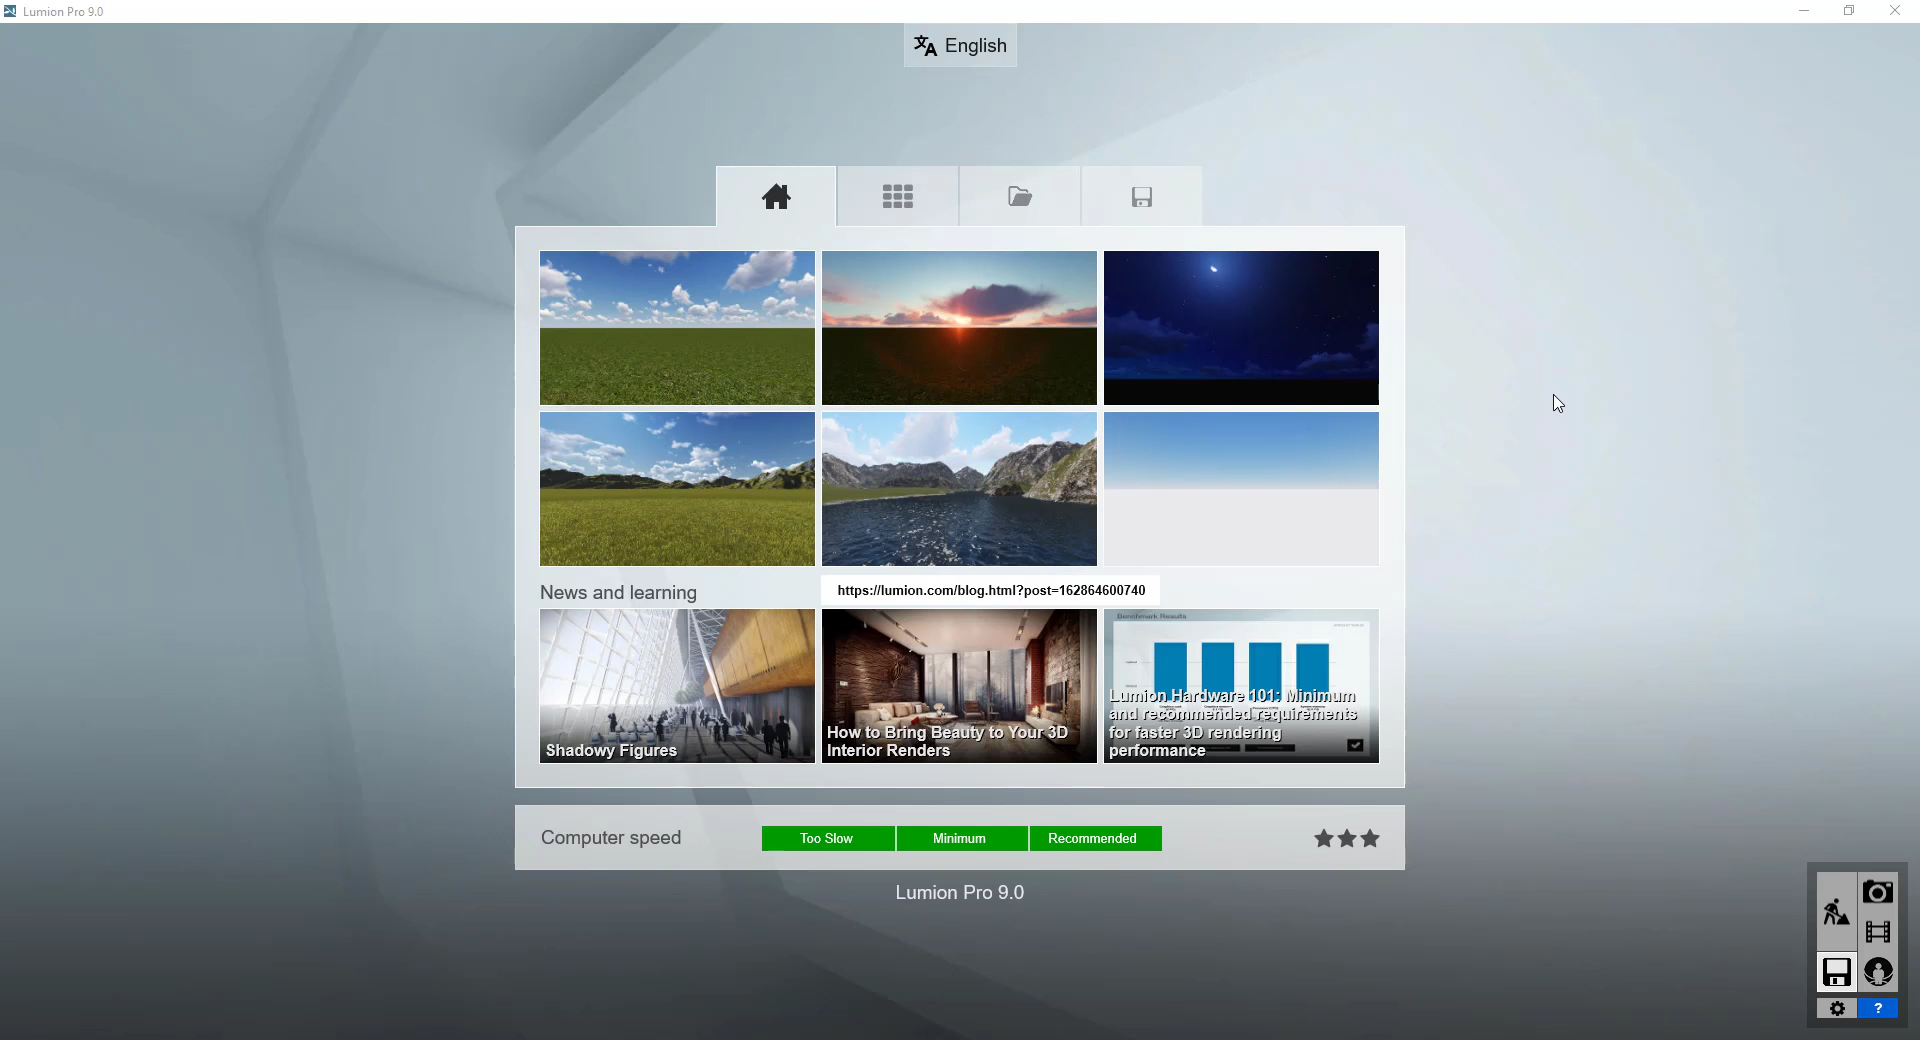 Lumion Pro 9.0
English
News and learning
https://lumion.com/blog.html?post=162864600740
Benchmark Results
Shadowy Figures
How to Bring Beauty to Your 3D
Interior Renders
Lumion Hardware 101: Minimum
and recommended requirements
for faster 3D rendering
performance
Computer speed
Too Slow
Minimum
Recommended
Lumion Pro 9.0
?